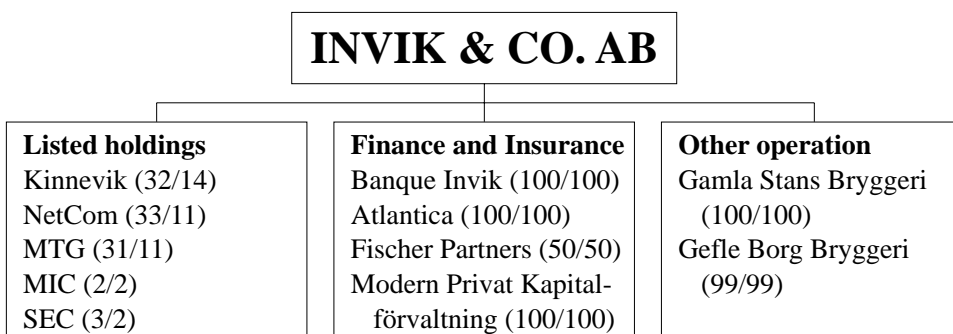 INVIK & CO. AB
Listed holdings
Kinnevik (32/14)
NetCom (33/11)
MTG (31/11)
MIC (2/2)
SEC (3/2)
Finance and Insurance
Banque Invik (100/100)
Atlantica (100/100)
Fischer Partners (50/50)
Modern Privat Kapital-
förvaltning (100/100)
Other operation
Gamla Stans Bryggeri
(100/100)
Gefle Borg Bryggeri
(99/99)